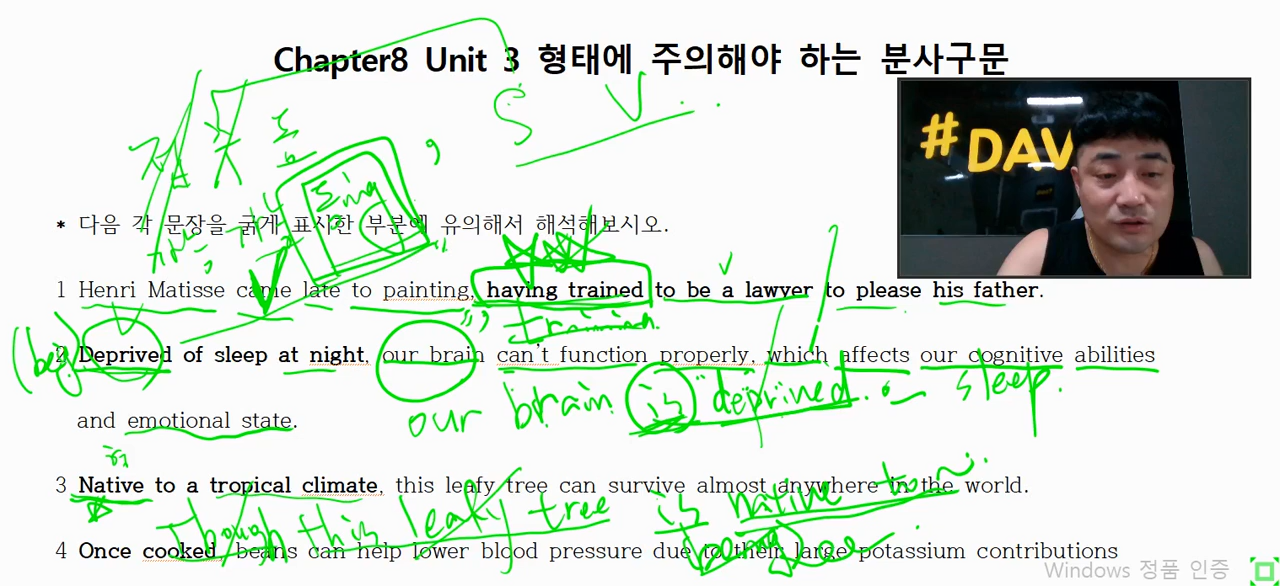 Chapter8 Unit 3 형태에 주의해야 하는 분사구문
S V
접 주 동
#DAV
* 다음 각 문장을 굵게 표시한 부분에 유의해서 해석해보시오.
1 Henri Matisse came late to painting, having trained to be a lawyer to please his father.
training
2 Deprived of sleep at night, our brain can't function properly, which affects our cognitive abilities
our brain is deprived of sleep.
and emotional state.
3 Native to a tropical climate, this leafy tree can survive almost anywhere in the world.
Though this leaky tree is native to
4 Once cooked, beans can help lower blood pressure due to their large potassium contributions
Windows 정품 인증